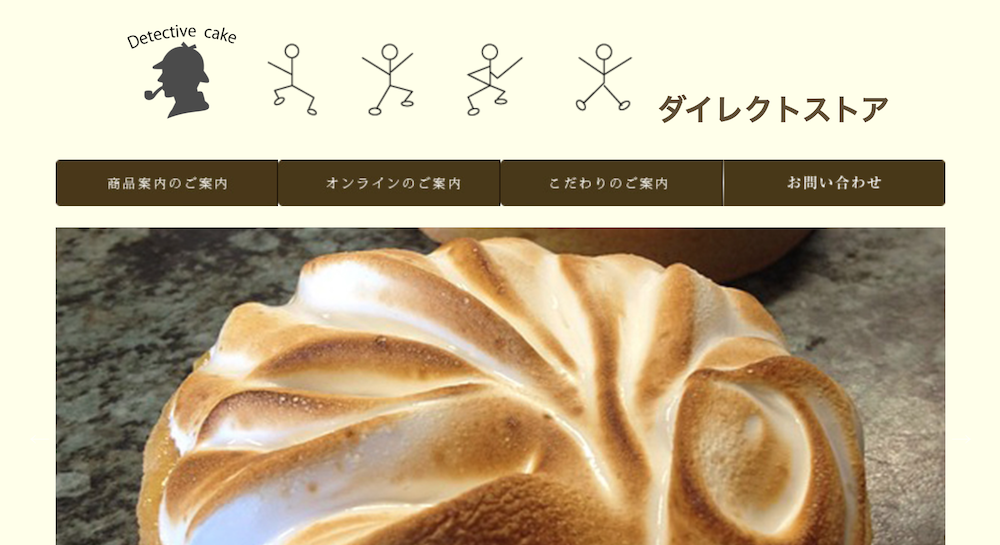 Detective cake
ダイレクトストア
商品案内のご案内
オンラインのご案内
こだわりのご案内
お問い合わせ